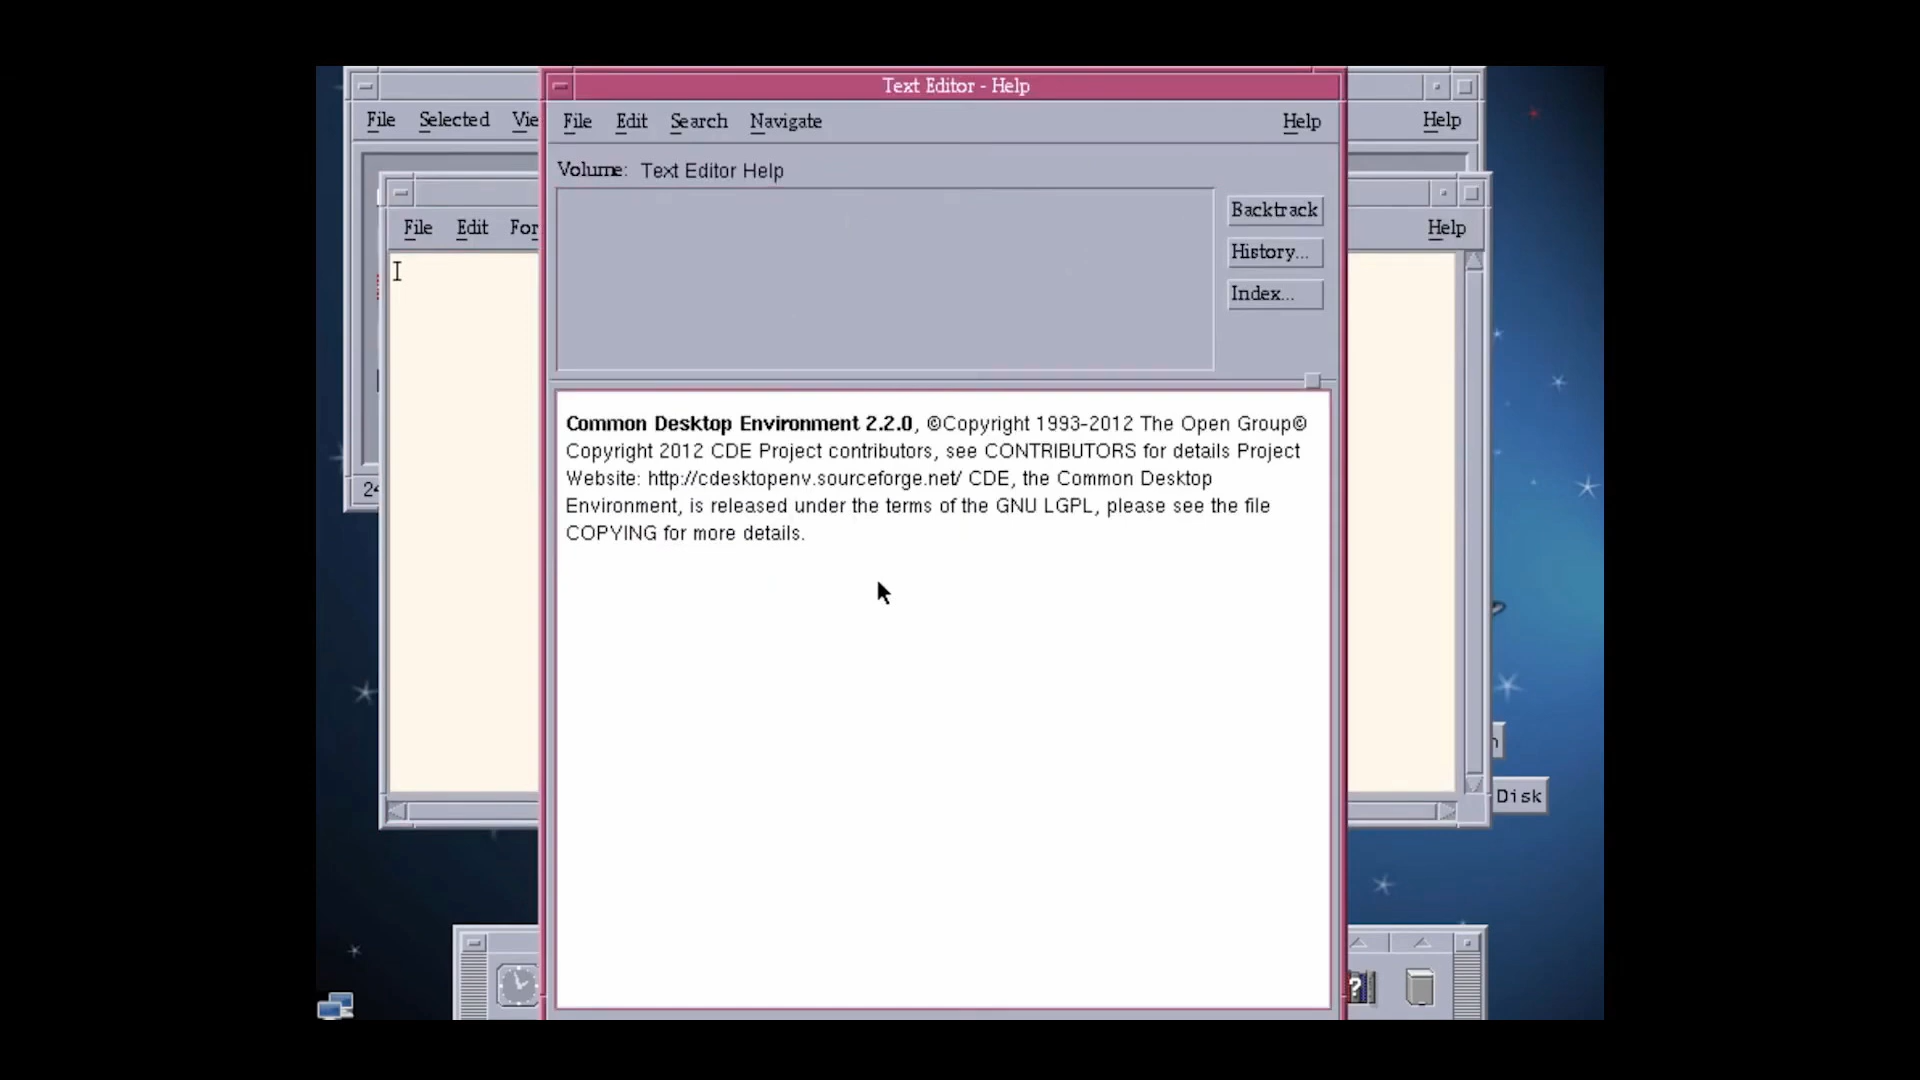 Text Editor - Help
File Selected Vie
File Edit Search Navigate Help
Help
Volume: Text Editor Help
File Edit For
Help
Backtrack
History...
Index...
Common Desktop Environment 2.2.0, ©Copyright 1993-2012 The Open Group©
Copyright 2012 CDE Project contributors, see CONTRIBUTORS for details Project
Website: http://cdesktopenv.sourceforge.net/ CDE, the Common Desktop
Environment, is released under the terms of the GNU LGPL, please see the file
COPYING for more details.
Disk